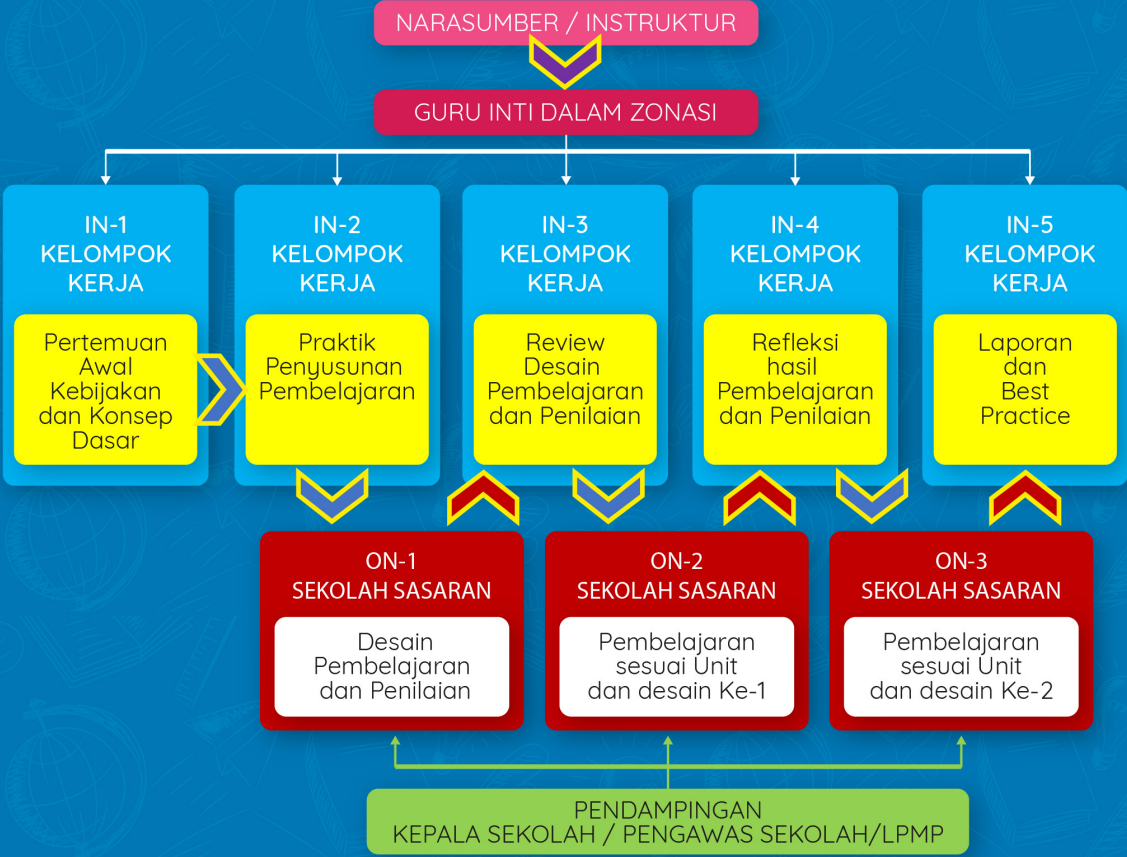 NARASUMBER / INSTRUKTUR
GURU INTI DALAM ZONASI
IN-1
KELOMPOK
KERJA
Pertemuan
Awal
Kebijakan
dan Konsep
Dasar
IN-2
KELOMPOK
KERJA
Praktik
Penyusunan
Pembelajaran
IN-3
KELOMPOK
KERJA
Review
Desain
Pembelajaran
dan Penilaian
IN-4
KELOMPOK
KERJA
Refleksi
hasil
Pembelajaran
dan Penilaian
IN-5
KELOMPOK
KERJA
Laporan
dan
Best
Practice
ON-1
SEKOLAH SASARAN
Desain
Pembelajaran
dan Penilaian
ON-2
SEKOLAH SASARAN
Pembelajaran
sesuai Unit
dan desain Ke-1
ON-3
SEKOLAH SASARAN
Pembelajaran
sesuai Unit
dan desain Ke-2
PENDAMPINGAN
KEPALA SEKOLAH / PENGAWAS SEKOLAH/LPMP